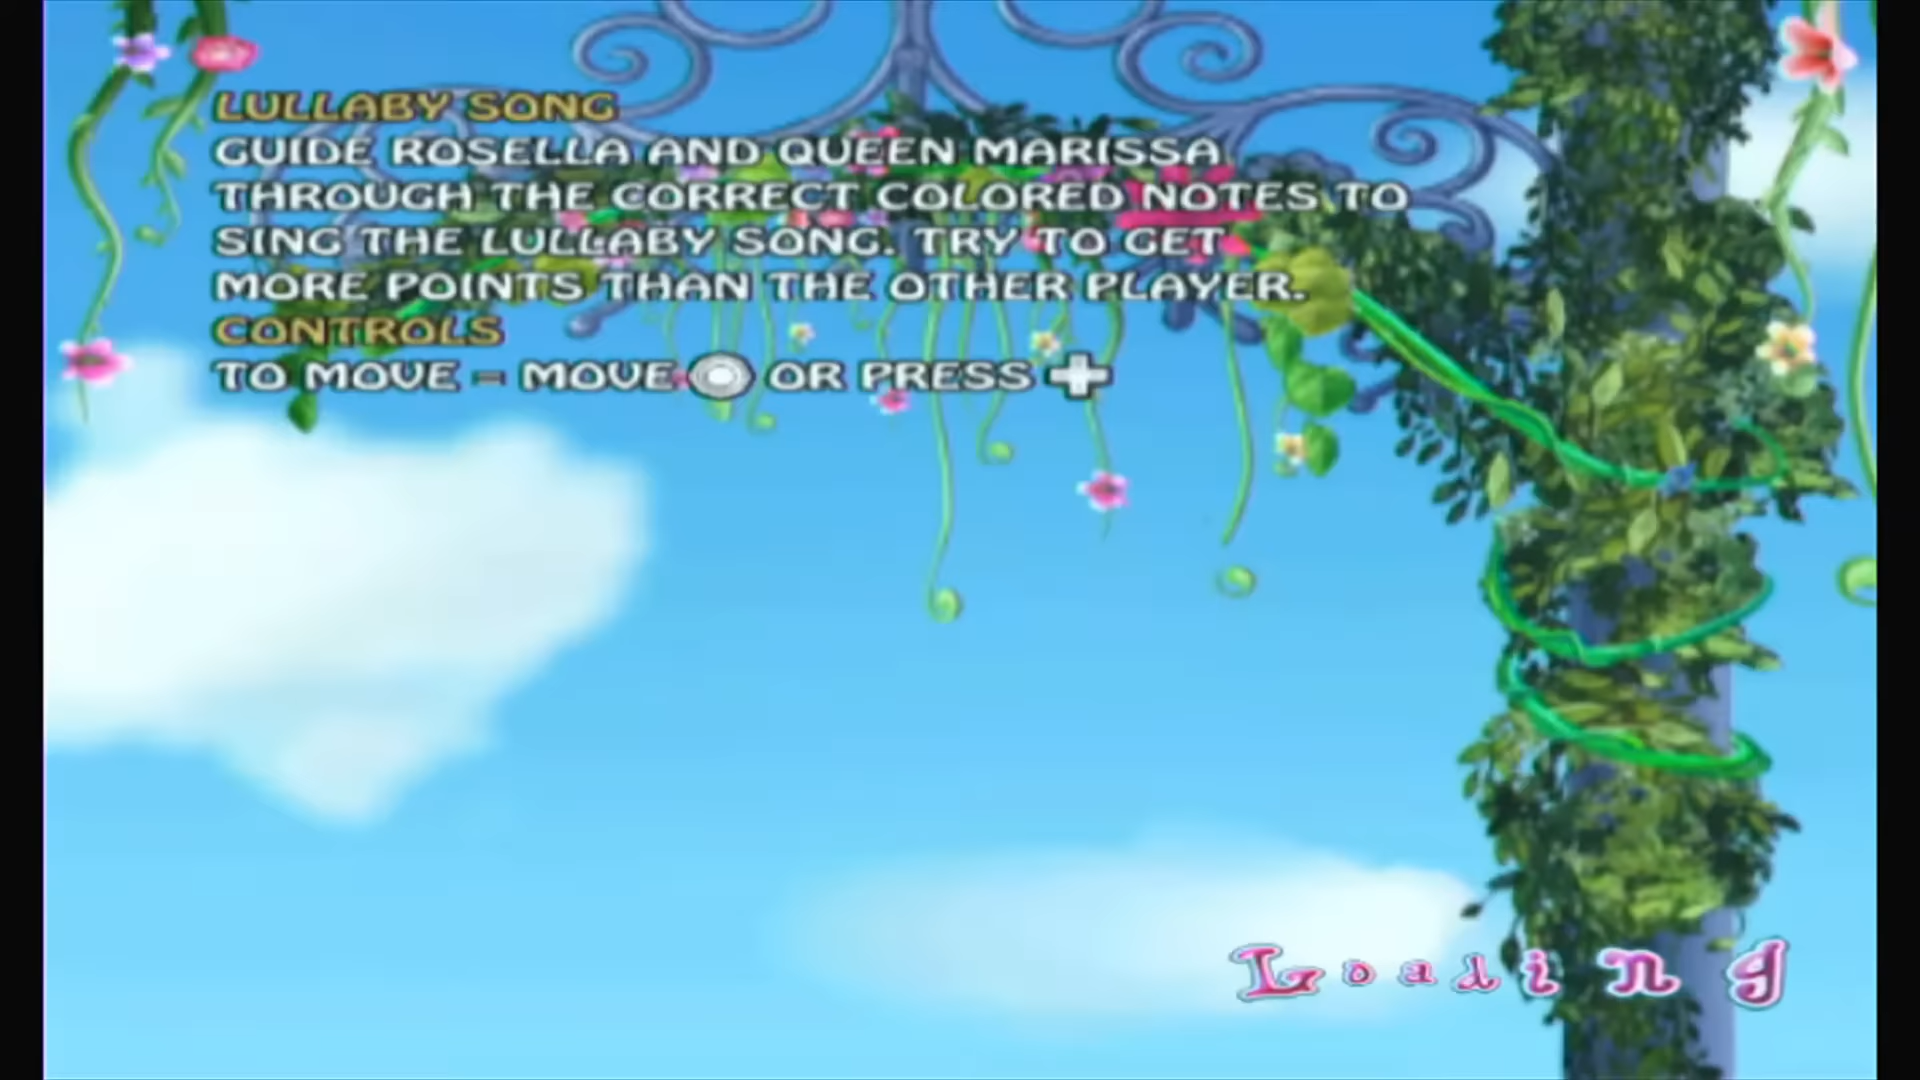 LULLABY SONG
GUIDE ROSELLA AND QUEEN MARISSA
THROUGH THE CORRECT COLORED NOTES TO
SING THE LULLABY SONG. TRY TO GET
MORE POINTS THAN THE OTHER PLAYER.
CONTROLS
TO MOVE - MOVE OR PRESS
Loading